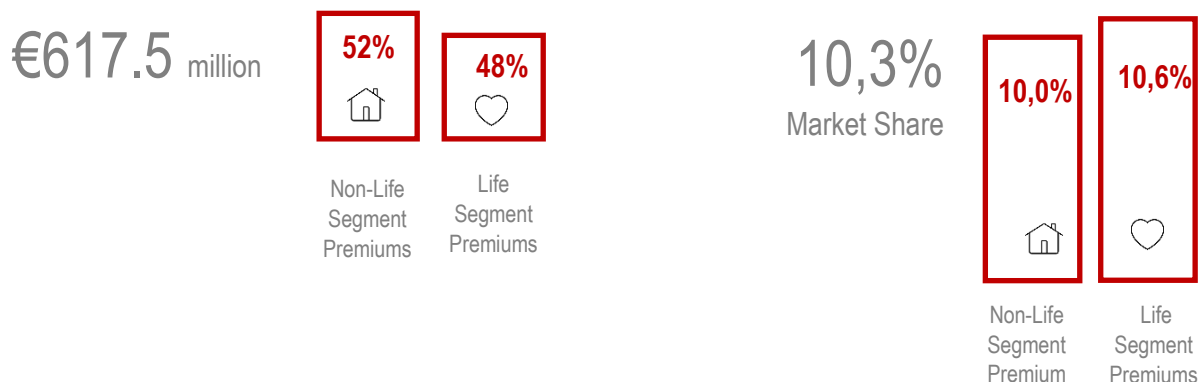 €617.5 million
52%
48%
Non-Life
Segment
Premiums
Life
Segment
Premiums
10,3%
Market Share
10,0%
10,6%
Non-Life
Segment
Premium
Life
Segment
Premiums